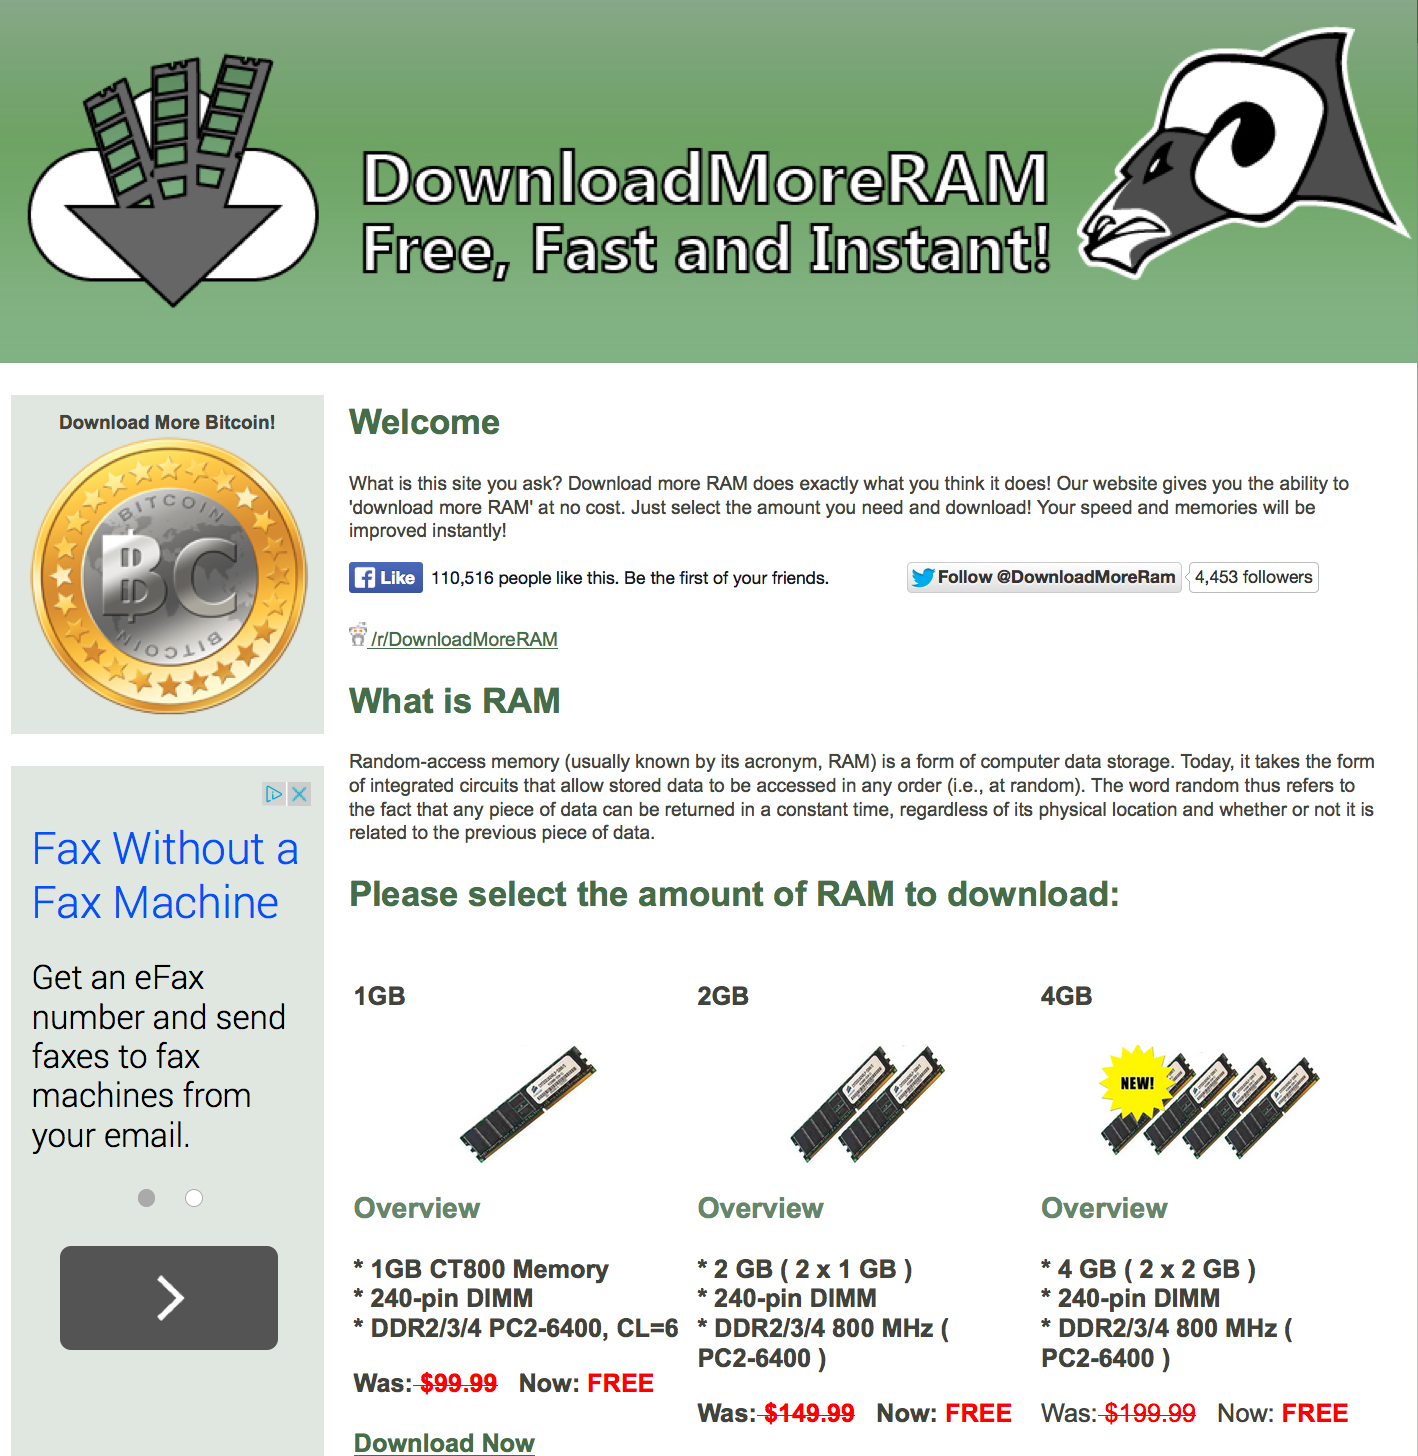 DownloadMoreRAM
Free, Fast and Instant!
Download More Bitcoin!
BITCOIN
BC
BITCOIN
Fax Without a
Fax Machine
Get an eFax
number and send
faxes to fax
machines from
your email.
Welcome
What is this site you ask? Download more RAM does exactly what you think it does! Our website gives you the ability to
'download more RAM' at no cost. Just select the amount you need and download! Your speed and memories will be
improved instantly!
Like 110,516 people like this. Be the first of your friends.
Follow @DownloadMoreRam 4,453 followers
/r/DownloadMoreRAM
What is RAM
Random-access memory (usually known by its acronym, RAM) is a form of computer data storage. Today, it takes the form
of integrated circuits that allow stored data to be accessed in any order (i.e., at random). The word random thus refers to
the fact that any piece of data can be returned in a constant time, regardless of its physical location and whether or not it is
related to the previous piece of data.
Please select the amount of RAM to download:
1GB
Overview
* 1GB CT800 Memory
* 240-pin DIMM
* DDR2/3/4 PC2-6400, CL=6
Was: $99.99 Now: FREE
Download Now
2GB
Overview
* 2 GB ( 2 x 1 GB )
* 240-pin DIMM
* DDR2/3/4 800 MHz (
PC2-6400 )
Was: $149.99 Now: FREE
4GB
NEW!
Overview
* 4 GB ( 2 x 2 GB )
* 240-pin DIMM
* DDR2/3/4 800 MHz (
PC2-6400 )
Was: $199.99 Now: FREE